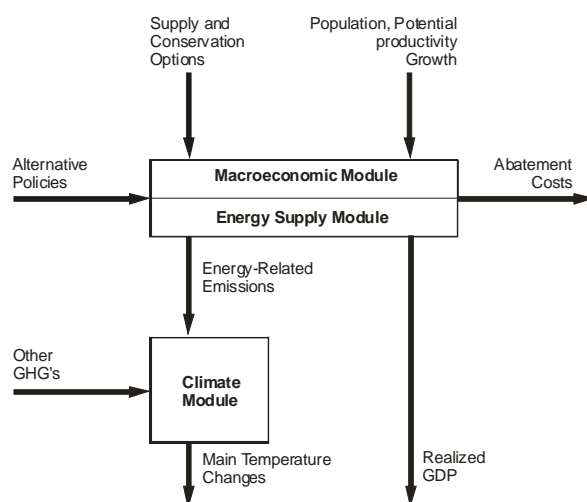 Supply and
Conservation
Options
Population, Potential
productivity
Growth
Alternative
Policies
Macroeconomic Module
Energy Supply Module
Abatement
Costs
Energy-Related
Emissions
Other
GHG's
Climate
Module
Main Temperature
Changes
Realized
GDP